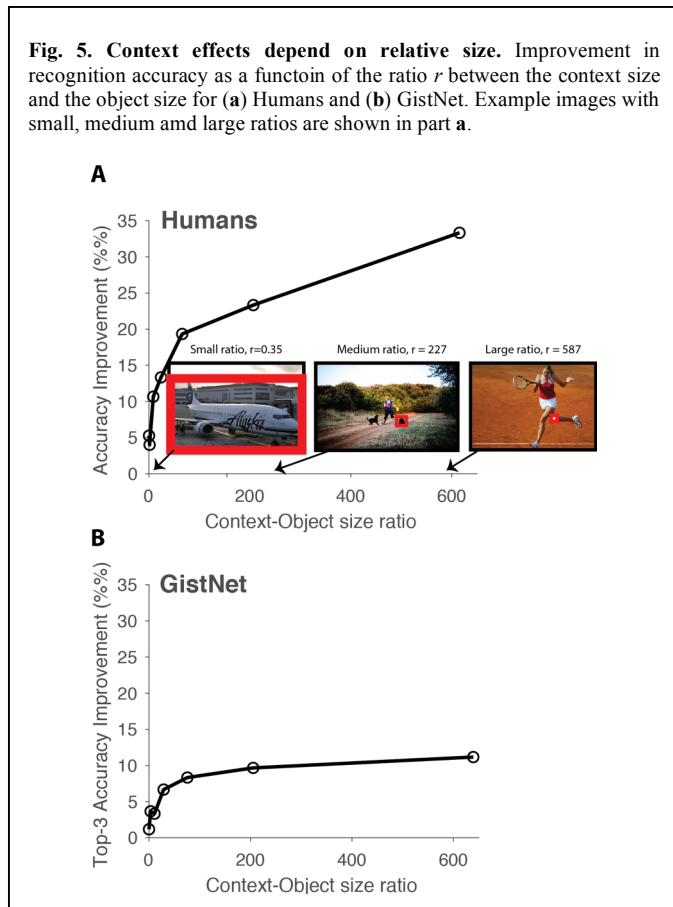 Fig. 5. Context effects depend on relative size. Improvement in
recognition accuracy as a functoin of the ratio r between the context size
and the object size for (a) Humans and (b) GistNet. Example images with
small, medium amd large ratios are shown in part a.
A
Humans
Accuracy Improvement (%%)
35
30
25
20
15
10
5
0
Small ratio, r=0.35
Medium ratio, r = 227
Large ratio, r = 587
Alaska
0
200
400
600
Context-Object size ratio
B
GistNet
Top-3 Accuracy Improvement (%%)
35
30
25
20
15
10
5
0
0
200
400
600
Context-Object size ratio